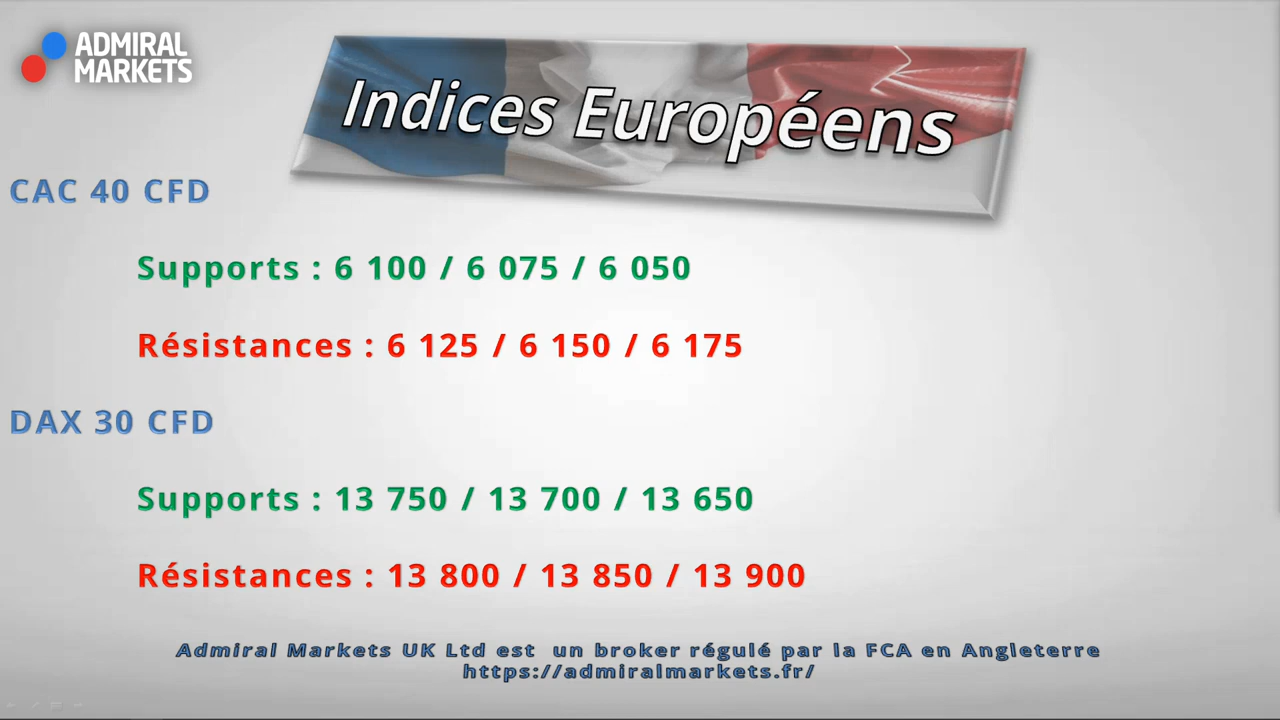 ADMIRAL
MARKETS
Indices Européens
CAC 40 CFD
Supports : 6 100 / 6 075 / 6 050
Résistances : 6 125 / 6 150 / 6 175
DAX 30 CFD
Supports : 13 750 / 13 700 / 13 650
Résistances : 13 800 / 13 850 / 13 900
Admiral Markets UK Ltd est  un broker régulé par la FCA en Angleterre
https://admiralmarkets.fr/